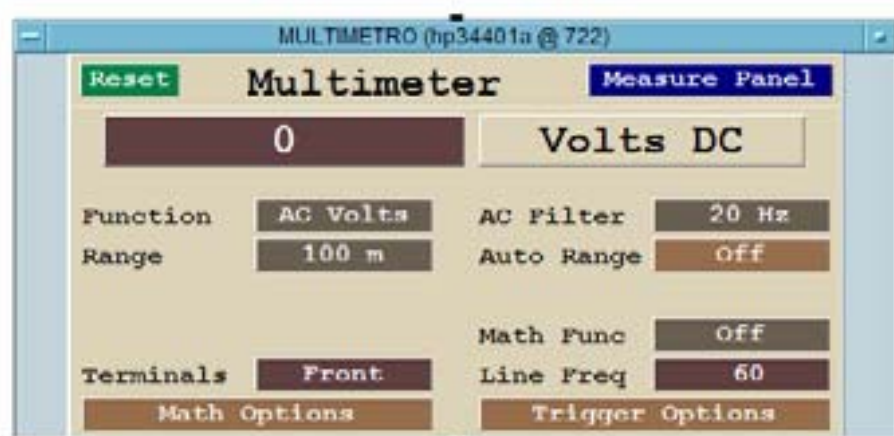 MULTIMETRO (hp34401a @ 722)
Reset Multimeter Measure Panel
0 Volts DC
Function AC Volts AC Filter 20 Hz
Range 100 m Auto Range Off
Math Func Off
Terminals Front Line Freq 60
Math Options Trigger Options